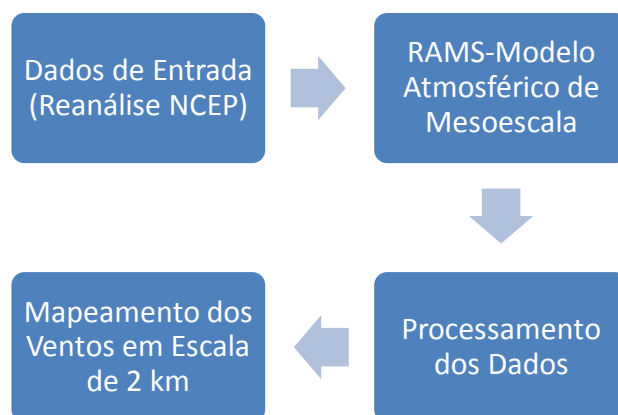 Dados de Entrada
(Reanálise NCEP)
RAMS-Modelo
Atmosférico de
Mesoescala
Processamento
dos Dados
Mapeamento dos
Ventos em Escala
de 2 km